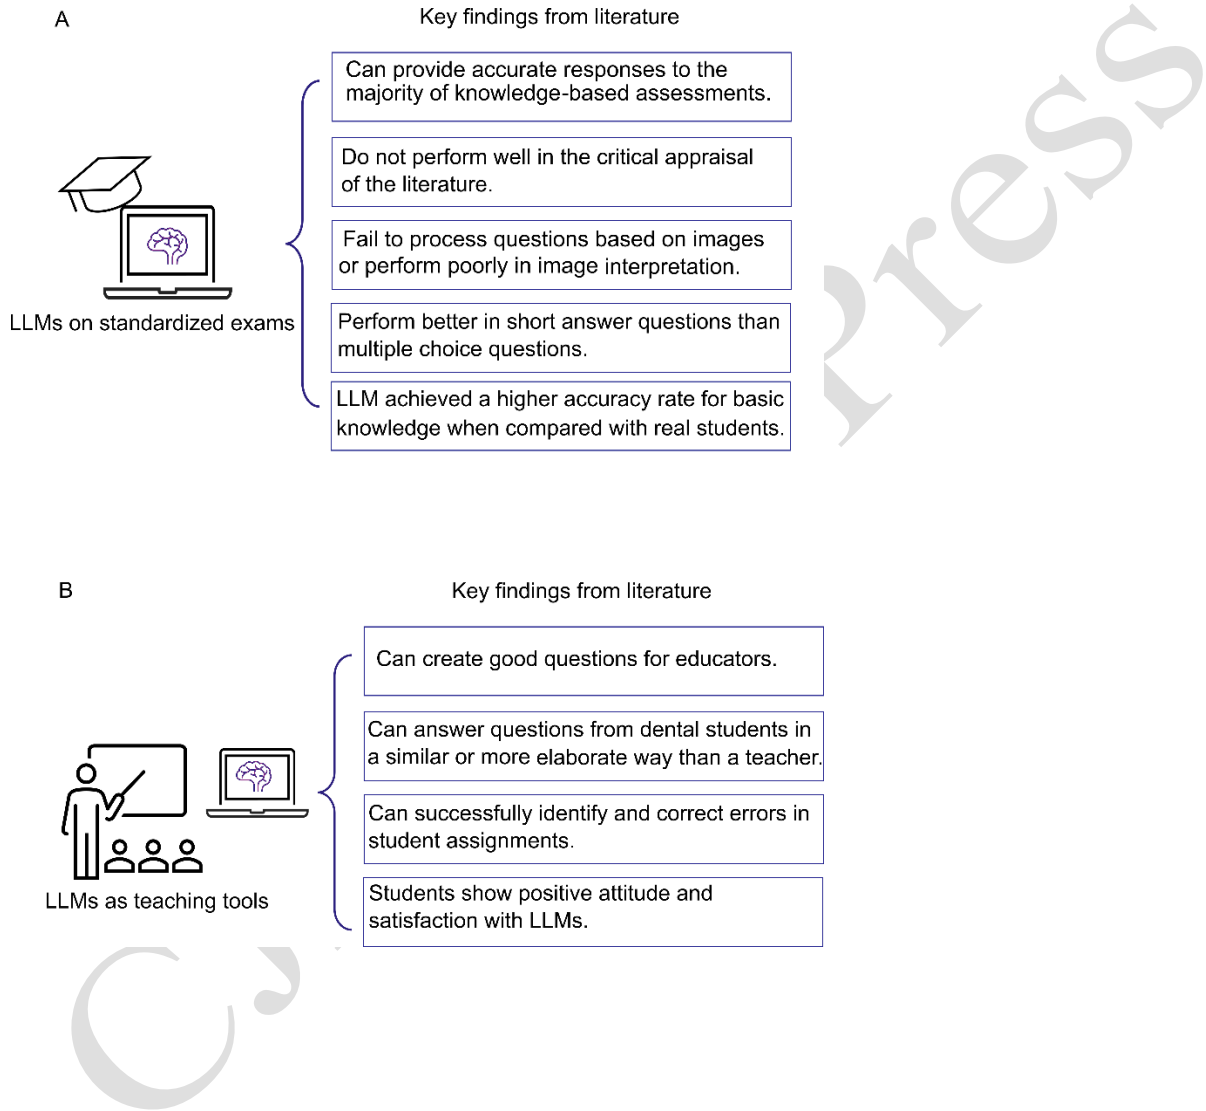 A
Key findings from literature
Can provide accurate responses to the
majority of knowledge-based assessments.
Do not perform well in the critical appraisal
of the literature.
Fail to process questions based on images
or perform poorly in image interpretation.
LLMs on standardized exams
Perform better in short answer questions than
multiple choice questions.
LLM achieved a higher accuracy rate for basic
knowledge when compared with real students.
B
Key findings from literature
Can create good questions for educators.
Can answer questions from dental students in
a similar or more elaborate way than a teacher.
Can successfully identify and correct errors in
student assignments.
LLMs as teaching tools
Students show positive attitude and
satisfaction with LLMs.
Press